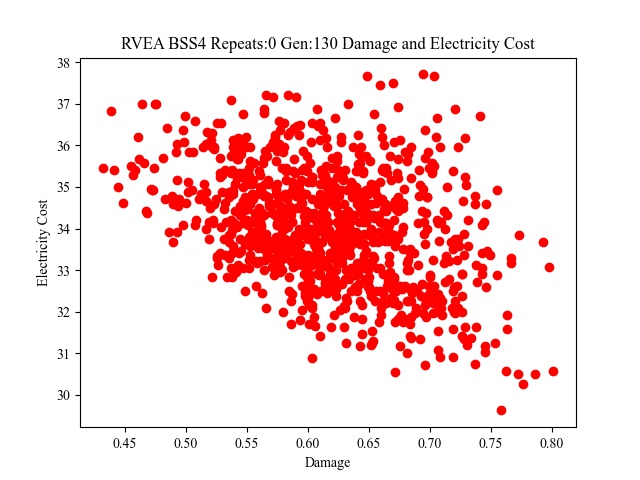 RVEA BSS4 Repeats:0 Gen:130 Damage and Electricity Cost
38
37
36
35
34
33
32
31
30
Electricity Cost
0.45 0.50 0.55 0.60 0.65 0.70 0.75 0.80
Damage